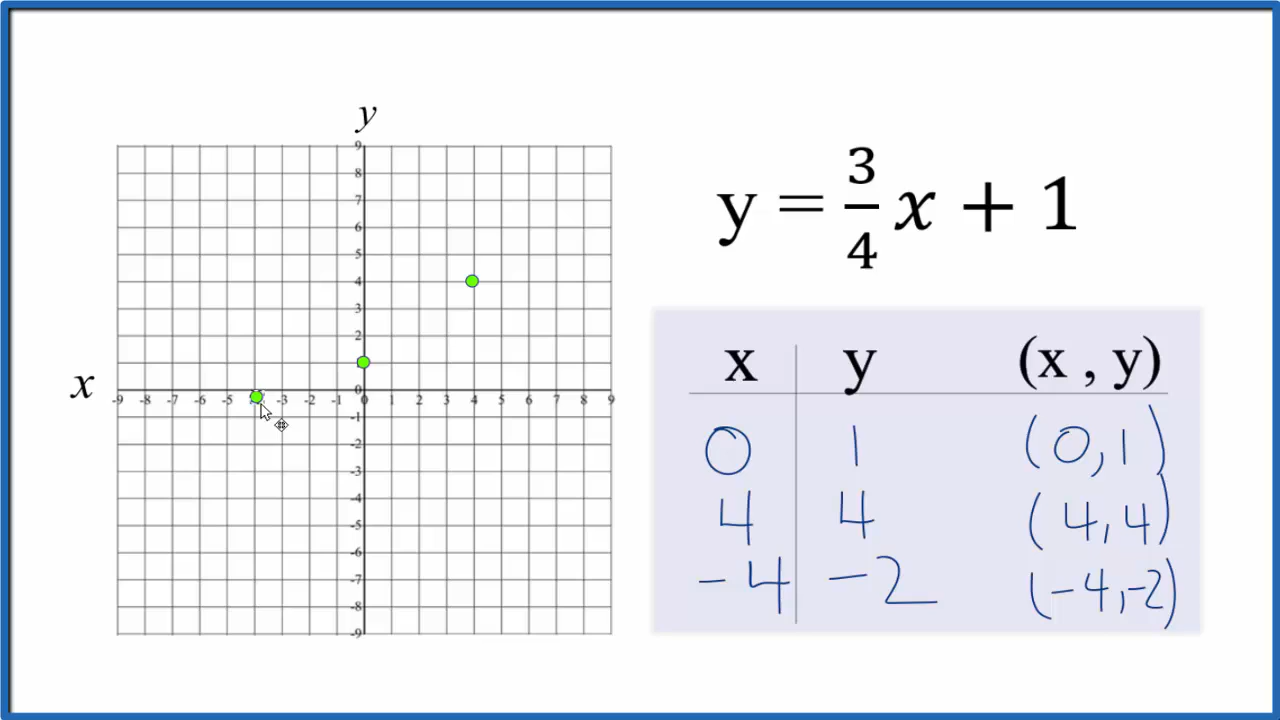 y
9
8
7
6
5
4
3
2
x
0
-9 -8 -7 -6 -5 -3 -2 -1 0 1 2 3 4 5 6 7 8 9
-1
-2
-3
-4
-5
-6
-7
-8
-9
y = 3/4 x + 1
x y (x , y)
0 1 (0,1)
4 4 (4,4)
-4 -2 (-4,-2)